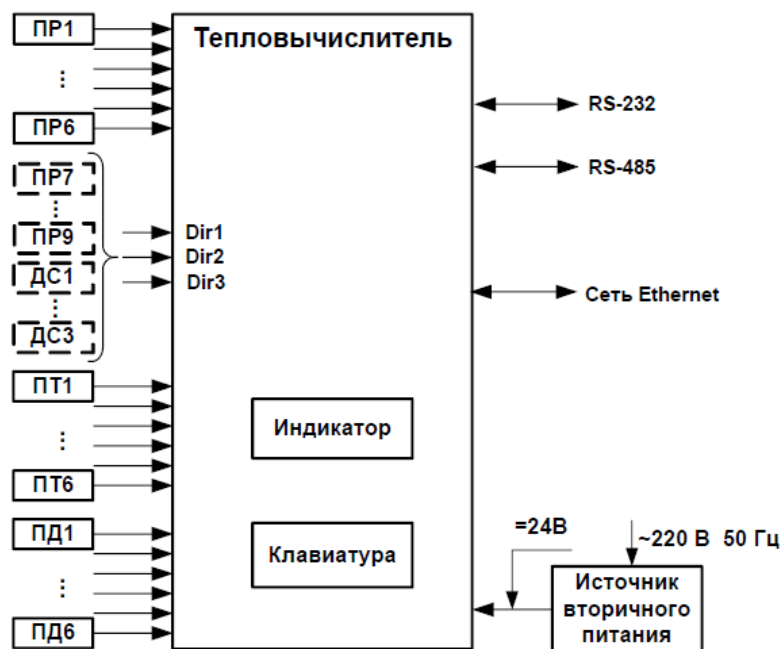 ПР1
Тепловычислитель
ПР6
RS-232
RS-485
ПР7
ПР9
ДС1
ДС3
Dir1
Dir2
Dir3
Сеть Ethernet
ПТ1
ПТ6
Индикатор
ПД1
ПД6
Клавиатура
=24В
~220 В 50 Гц
Источник
вторичного
питания